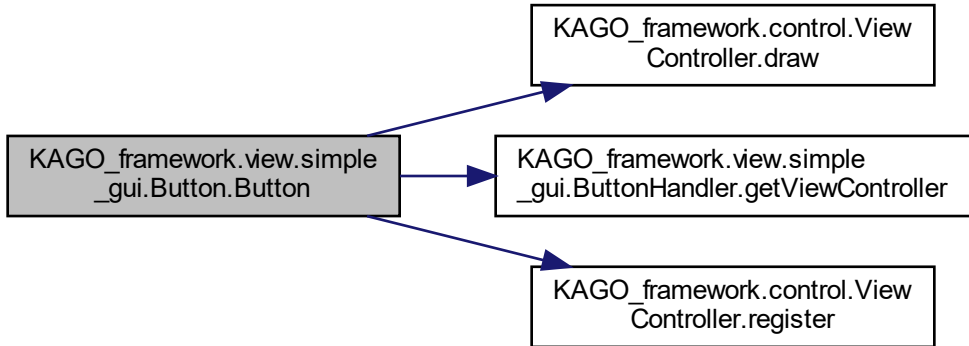 KAGO_framework.control.View
Controller.draw
KAGO_framework.view.simple
_gui.Button.Button
KAGO_framework.view.simple
_gui.ButtonHandler.getViewController
KAGO_framework.control.View
Controller.register